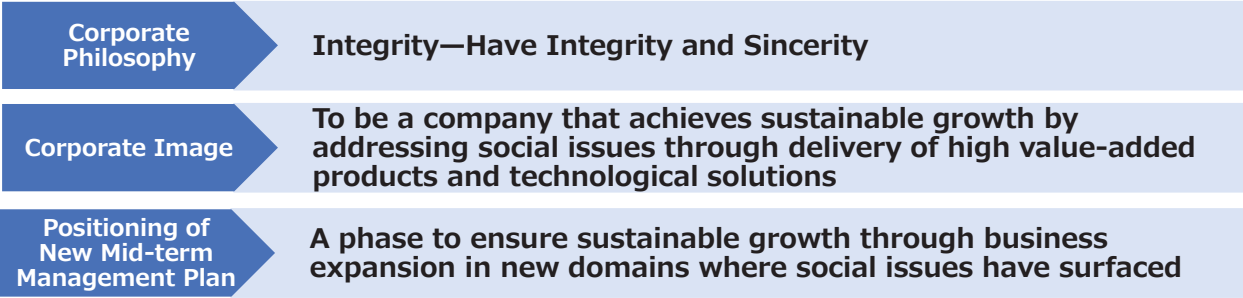 Corporate
Philosophy
Integrity—Have Integrity and Sincerity
Corporate Image
To be a company that achieves sustainable growth by
addressing social issues through delivery of high value-added
products and technological solutions
Positioning of
New Mid-term
Management Plan
A phase to ensure sustainable growth through business
expansion in new domains where social issues have surfaced